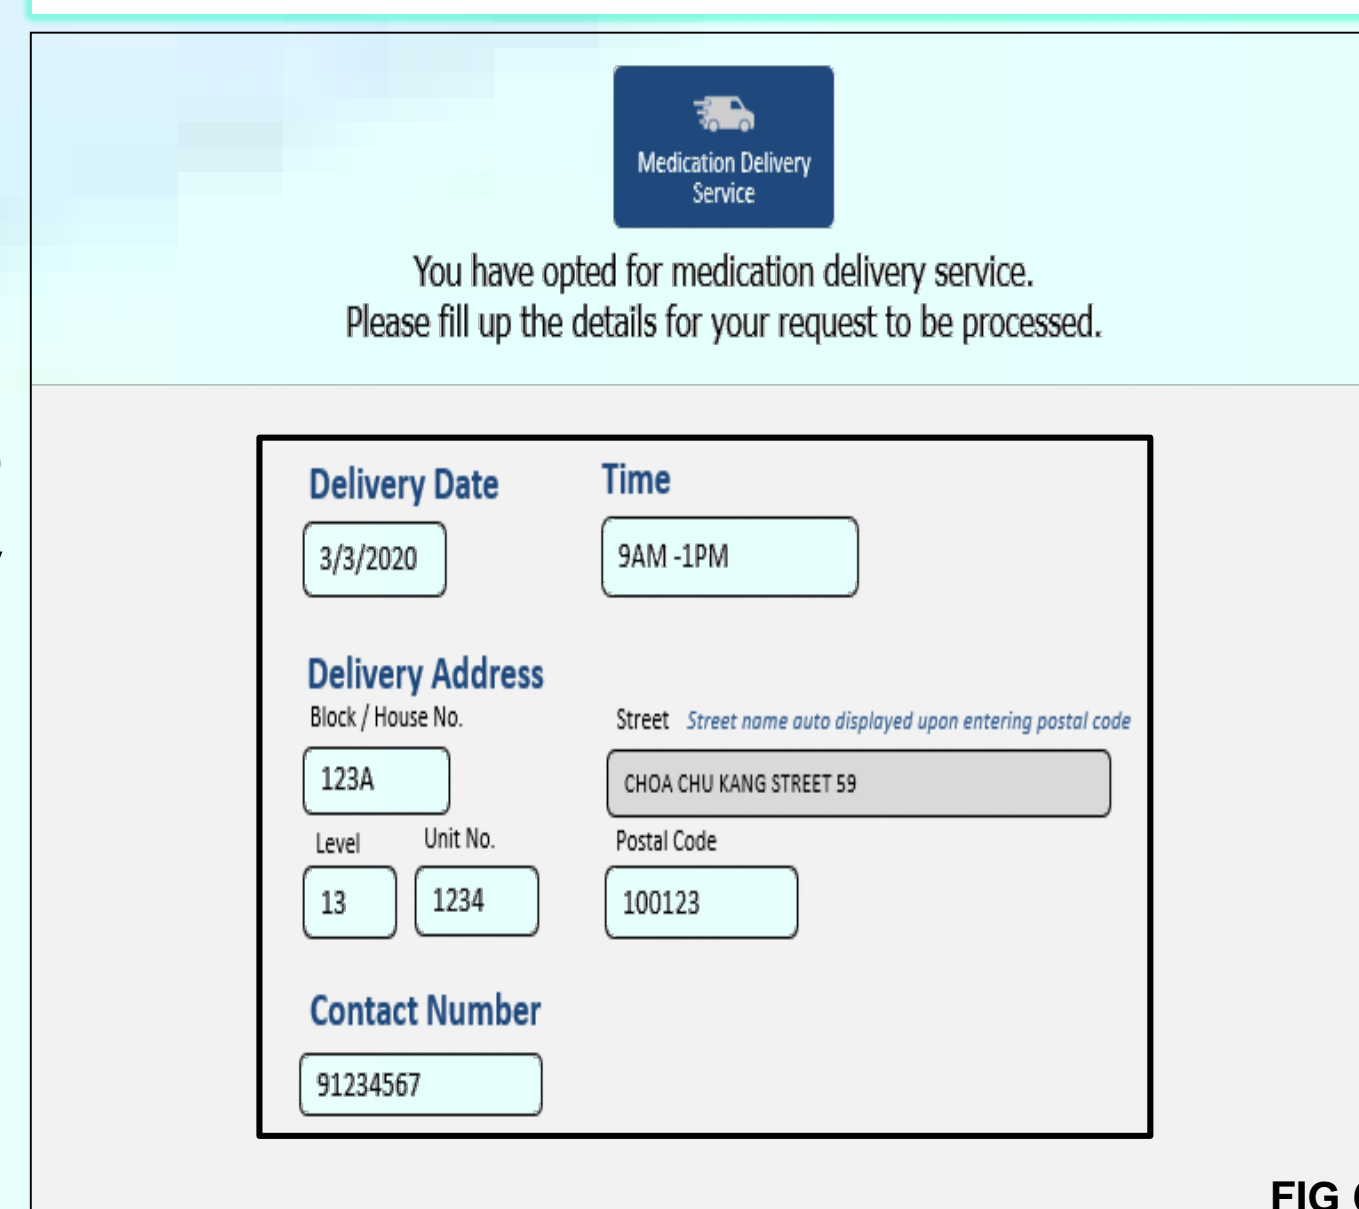 Medication Delivery
Service
You have opted for medication delivery service.
Please fill up the details for your request to be processed.
Delivery Date Time
3/3/2020 9AM -1PM
Delivery Address
Block / House No. Street Street name auto displayed upon entering postal code
123A CHOA CHU KANG STREET 59
Level Unit No. Postal Code
13 1234 100123
Contact Number
91234567
FIG